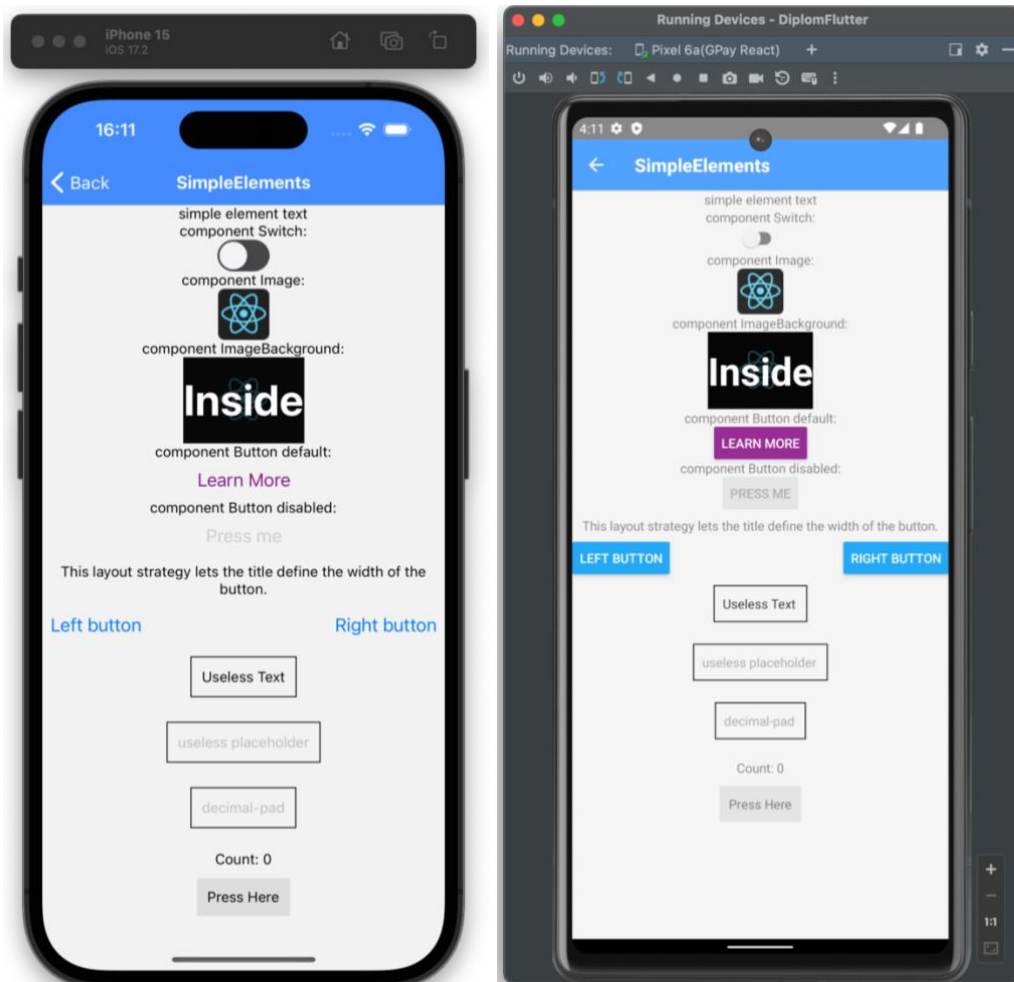 iPhone 15
iOS 17.2
16:11
Back
SimpleElements
simple element text
component Switch:
component Image:
component ImageBackground:
Inside
component Button default:
Learn More
component Button disabled:
Press me
This layout strategy lets the title define the width of the
button.
Left button
Right button
Useless Text
useless placeholder
decimal-pad
Count: 0
Press Here
Running Devices - DiplomFlutter
Running Devices:
Pixel 6a(GPay React)
4:11
SimpleElements
simple element text
component Switch:
component Image:
component ImageBackground:
Inside
component Button default:
LEARN MORE
component Button disabled:
PRESS ME
This layout strategy lets the title define the width of the button.
LEFT BUTTON
RIGHT BUTTON
Useless Text
useless placeholder
decimal-pad
Count: 0
Press Here
1:1